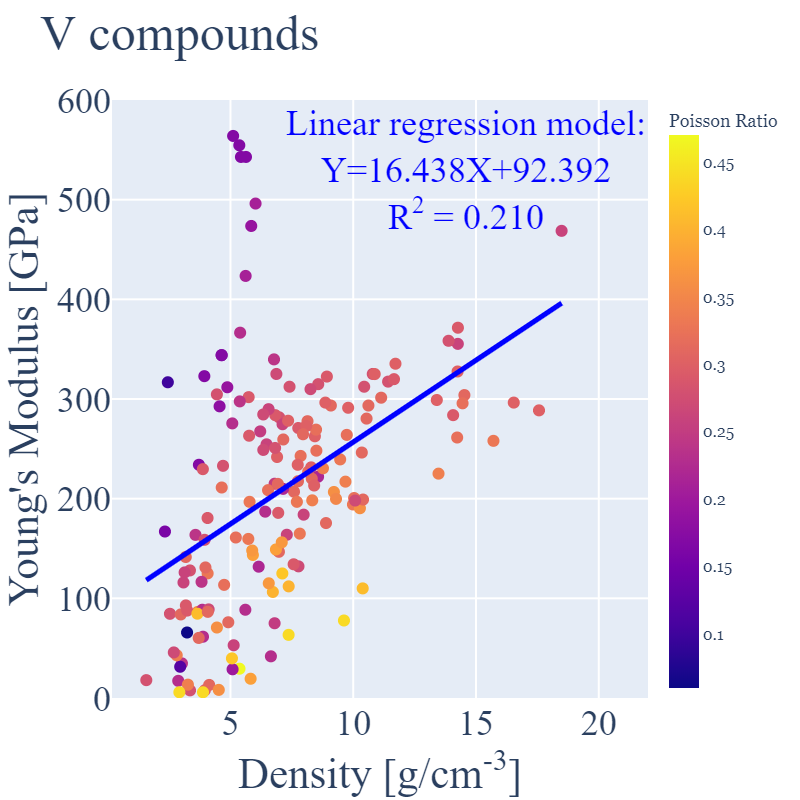 V compounds
Linear regression model:
Y=16.438X+92.392
R² = 0.210
Poisson Ratio
600
500
400
300
200
100
0
Young's Modulus [GPa]
5
10
15
20
Density [g/cm⁻³]
0.45
0.4
0.35
0.3
0.25
0.2
0.15
0.1